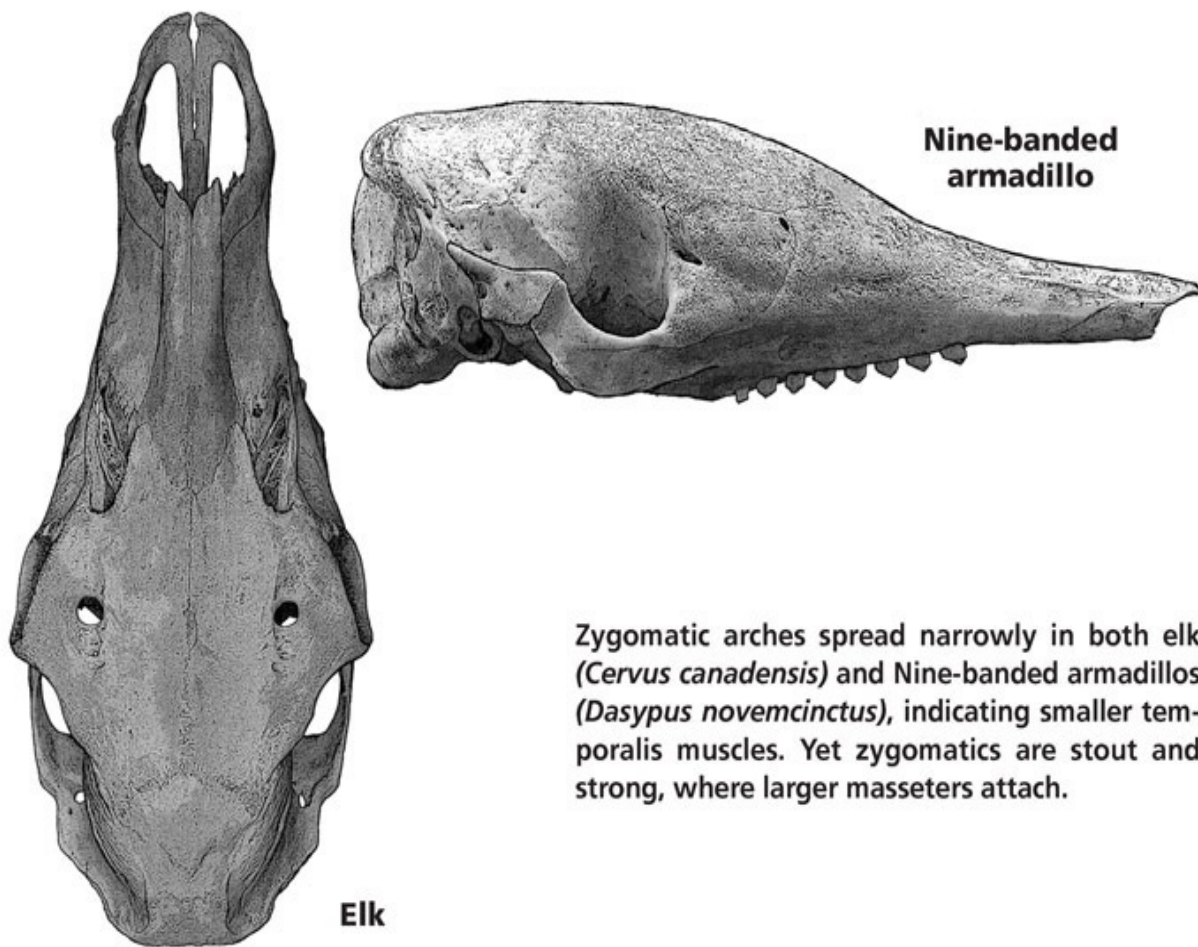 Nine-banded
armadillo
Zygomatic arches spread narrowly in both elk
(Cervus canadensis) and Nine-banded armadillos
(Dasypus novemcinctus), indicating smaller tem-
poralis muscles. Yet zygomatics are stout and
strong, where larger masseters attach.
Elk